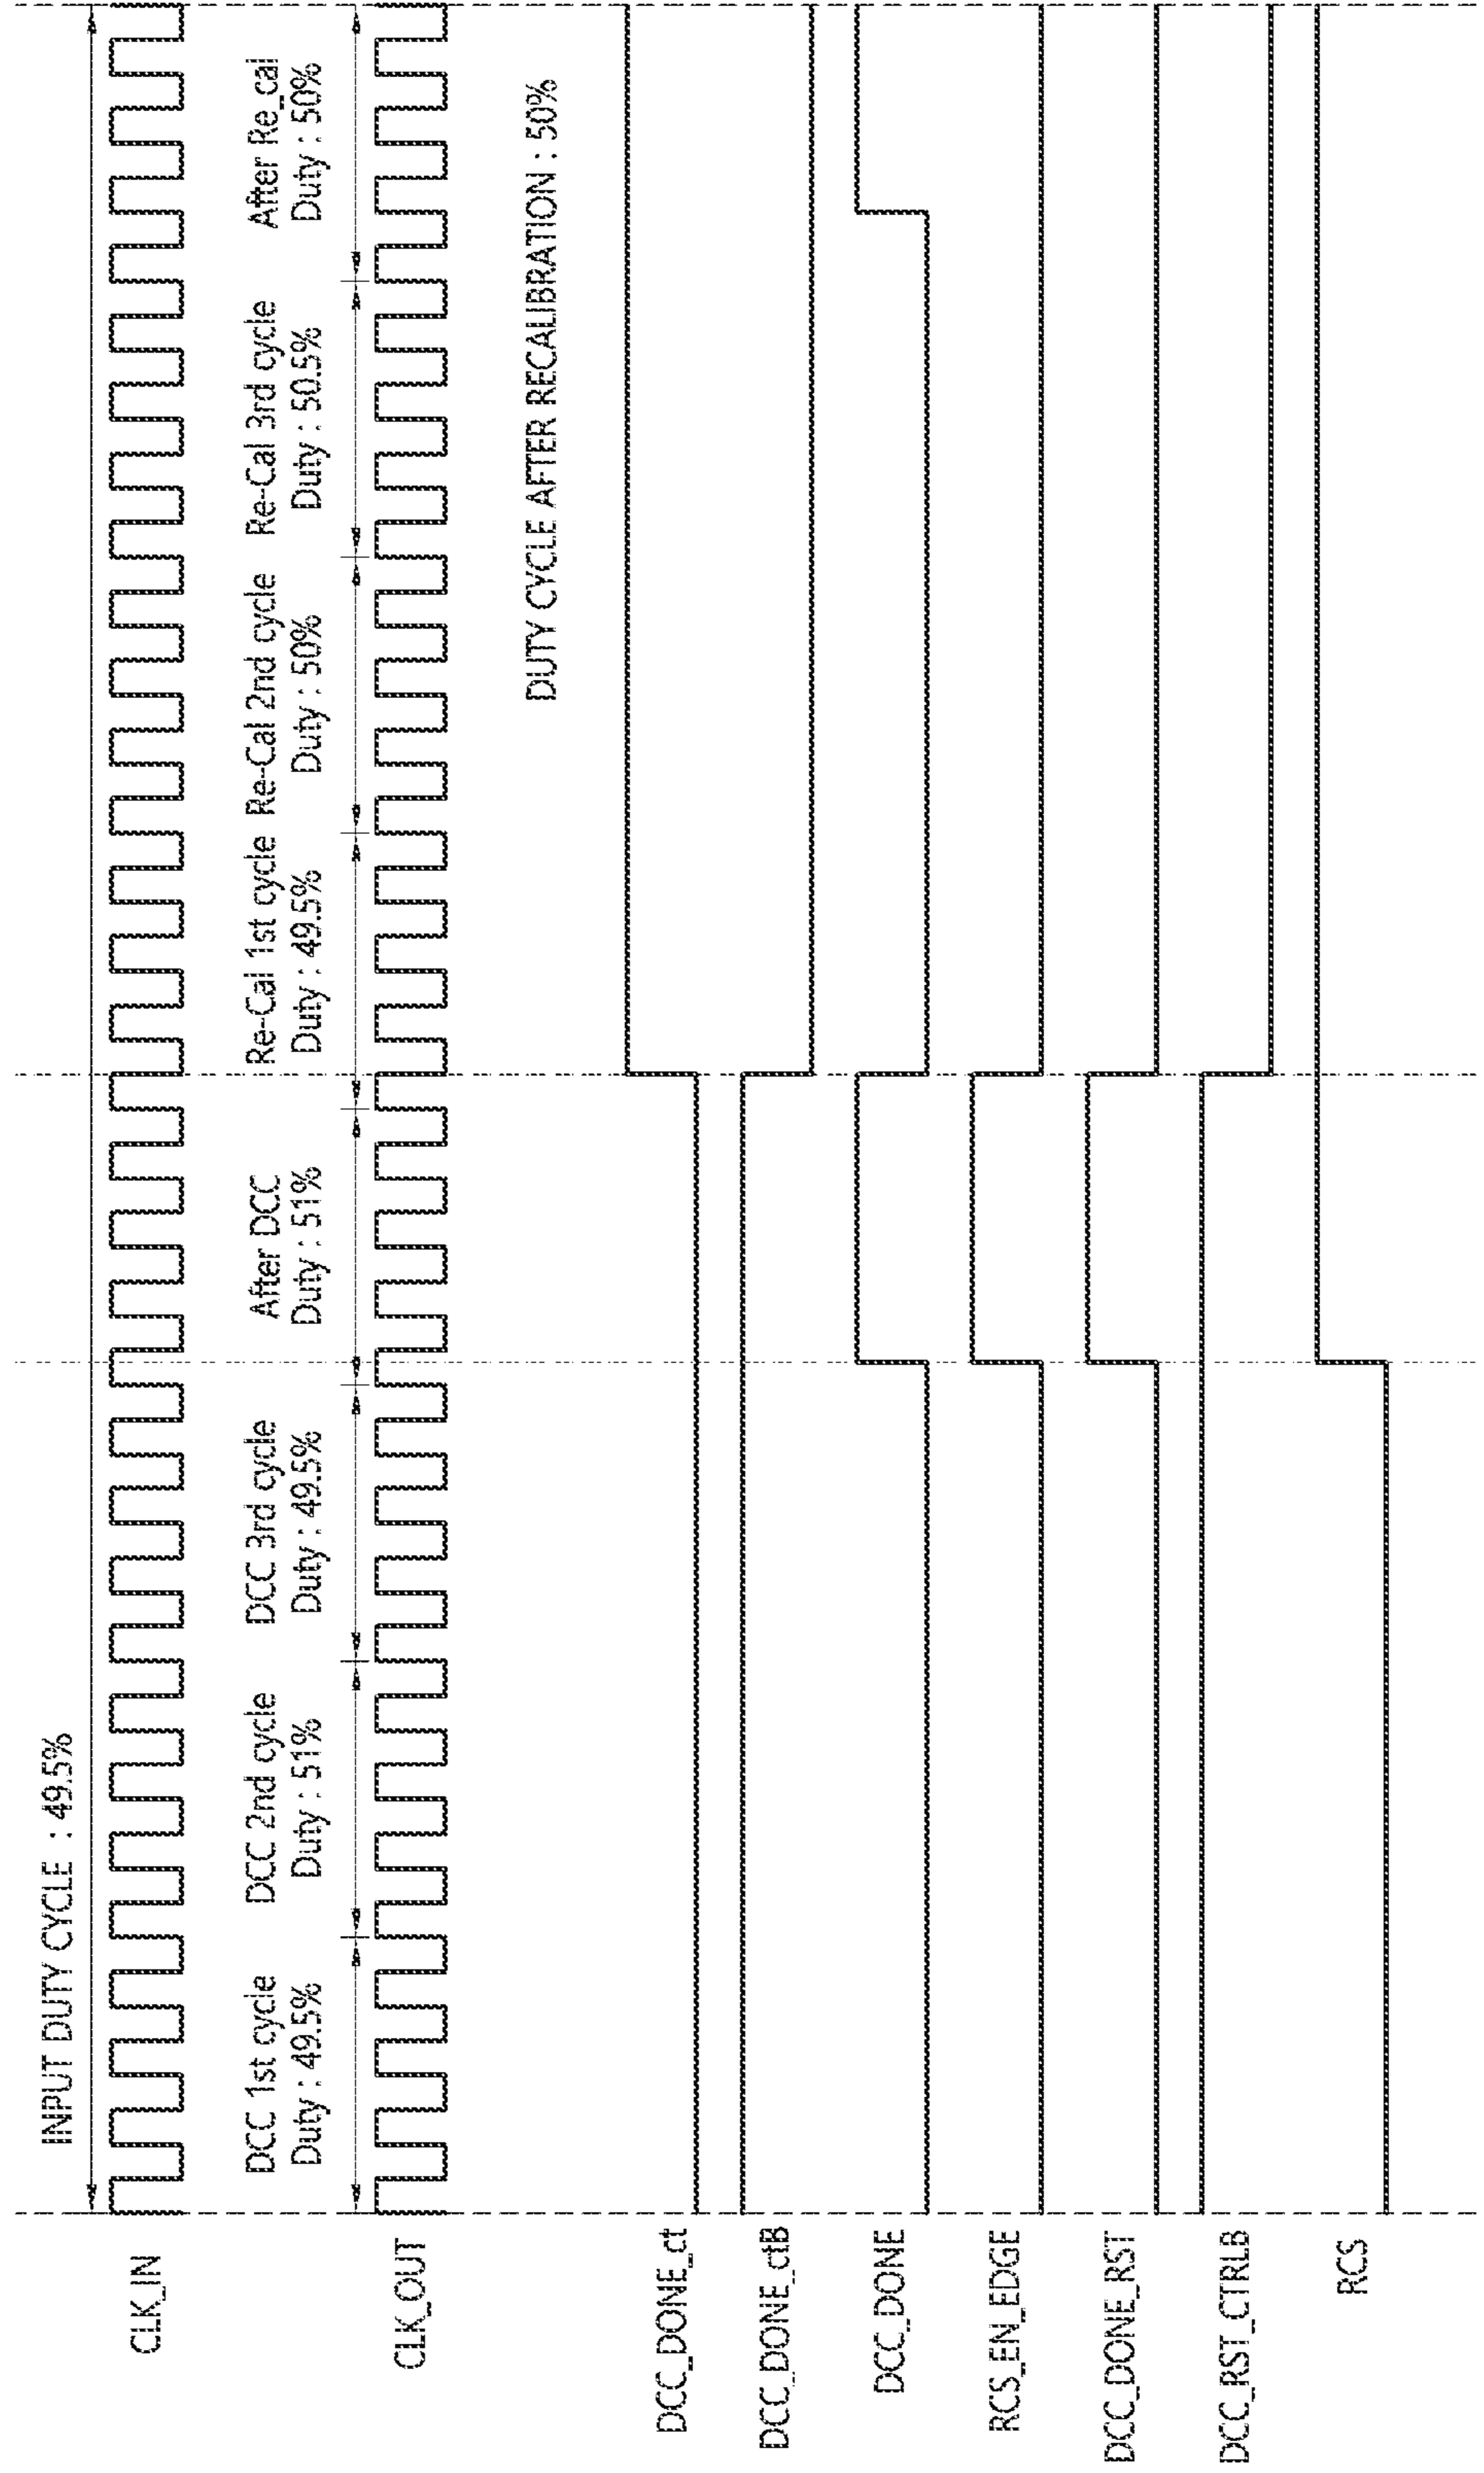 INPUT DUTY CYCLE : 49.5%
CLK_IN
DCC 1st cycle
Duty : 49.5%
DCC 2nd cycle
Duty : 51%
DCC 3rd cycle
Duty : 49.5%
After DCC
Duty : 51%
Re-Cal 1st cycle
Duty : 49.5%
Re-Cal 2nd cycle
Duty : 50%
Re-Cal 3rd cycle
Duty : 50.5%
After Re_cal
Duty : 50%
CLK_OUT
DUTY CYCLE AFTER RECALIBRATION : 50%
DCC_DONE_ct
DCC_DONE_ctB
DCC_DONE
RCS_EN_EDGE
DCC_DONE_RST
DCC_RST_CTRLB
RCS